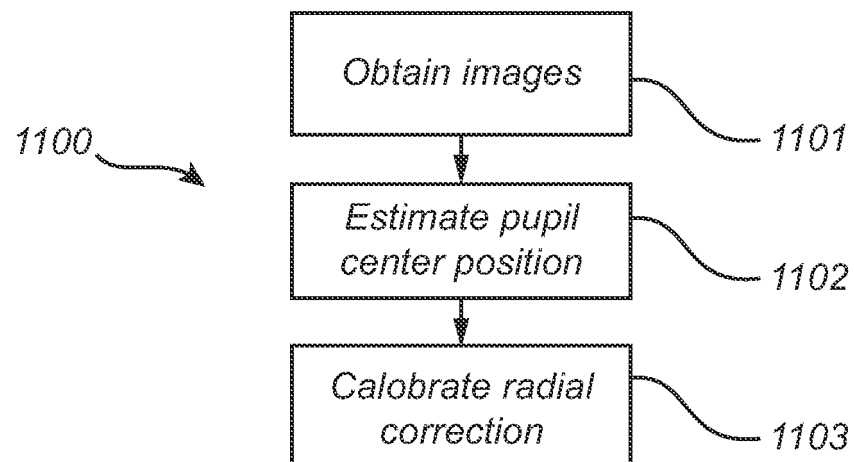 Obtain images
1101
1100
Estimate pupil
center position
1102
Calobrate radial
correction
1103